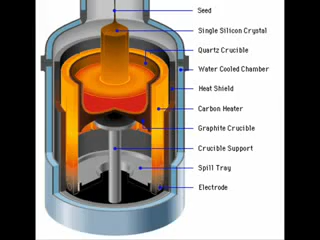 Seed
Single Silicon Crystal
Quartz Crucible
Water Cooled Chamber
Heat Shield
Carbon Heater
Graphite Crucible
Crucible Support
Spill Tray
Electrode